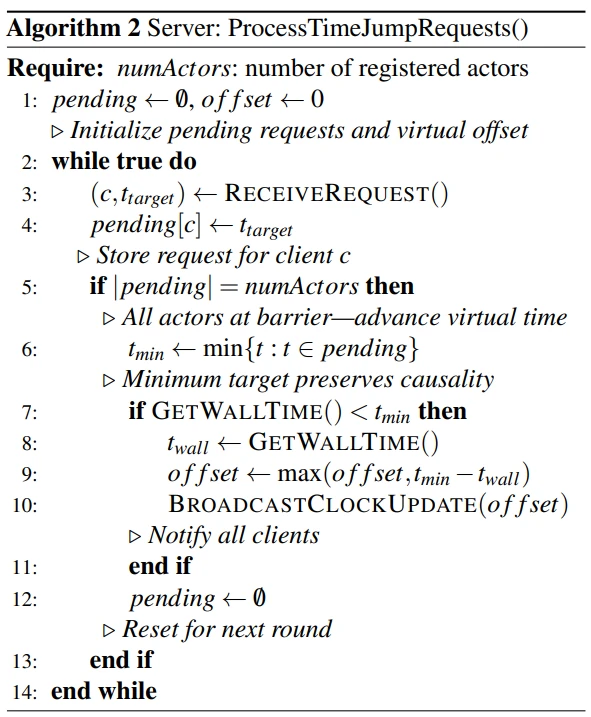 Algorithm 2 Server: ProcessTimeJumpRequests()
Require: numActors: number of registered actors
1: pending ← ∅, offset ← 0
▷ Initialize pending requests and virtual offset
2: while true do
3: (c, t_target) ← RECEIVEREQUEST()
4: pending[c] ← t_target
▷ Store request for client c
5: if |pending| = numActors then
▷ All actors at barrier—advance virtual time
6: t_min ← min{t : t ∈ pending}
▷ Minimum target preserves causality
7: if GETWALLTIME() < t_min then
8: t_wall ← GETWALLTIME()
9: offset ← max(offset, t_min − t_wall)
10: BROADCASTCLOCKUPDATE(offset)
▷ Notify all clients
11: end if
12: pending ← ∅
▷ Reset for next round
13: end if
14: end while